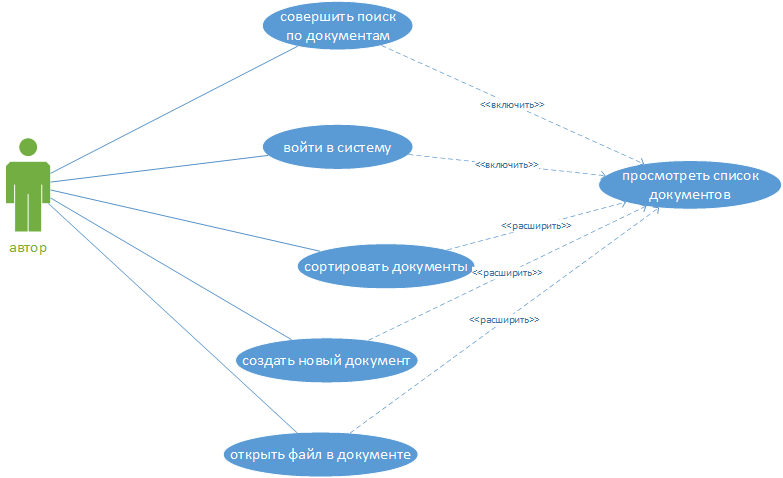 совершить поиск
по документам
<<включить>>
войти в систему
<<включить>>
просмотреть список
документов
автор
<<расширить>>
сортировать документы
<<расширить>>
<<расширить>>
создать новый документ
открыть файл в документе